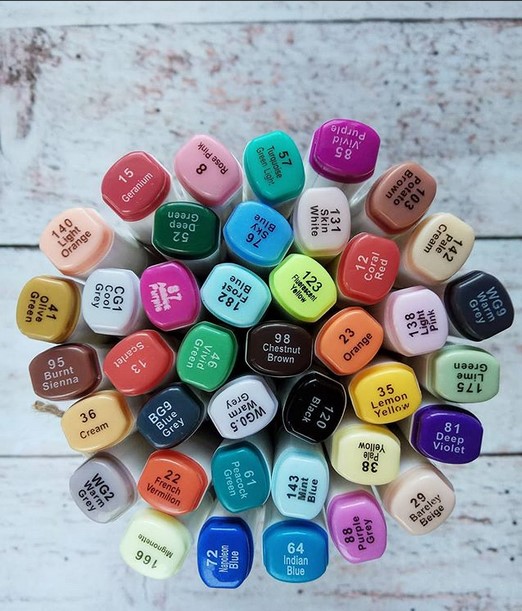 85
Vivid
Purple
57
Turquoise
Green Light
8
Rose Pink
15
Geranium
103
Potato
Brown
131
Skin
White
52
Deep
Green
76
Sky
Blue
140
Light
Orange
142
Pale
Cream
12
Coral
Red
123
Fluorescent
Yellow
182
Frost
Blue
87
Purple
CG1
Cool
Grey
41
Olive
Green
WG9
Warm
Grey
138
Light
Pink
23
Orange
98
Chestnut
Brown
46
Vivid
Green
13
Scarlet
95
Burnt
Sienna
175
Lime
Green
35
Lemon
Yellow
120
Black
WG0.5
Warm
Grey
BG9
Blue
Grey
36
Cream
81
Deep
Violet
38
Pale
Yellow
143
Mint
Blue
61
Peacock
Green
22
French
Vermilion
WG2
Warm
Grey
29
Barcley
Beige
88
Purple
Grey
64
Indian
Blue
72
Napoleon
Blue
166
Mignonette